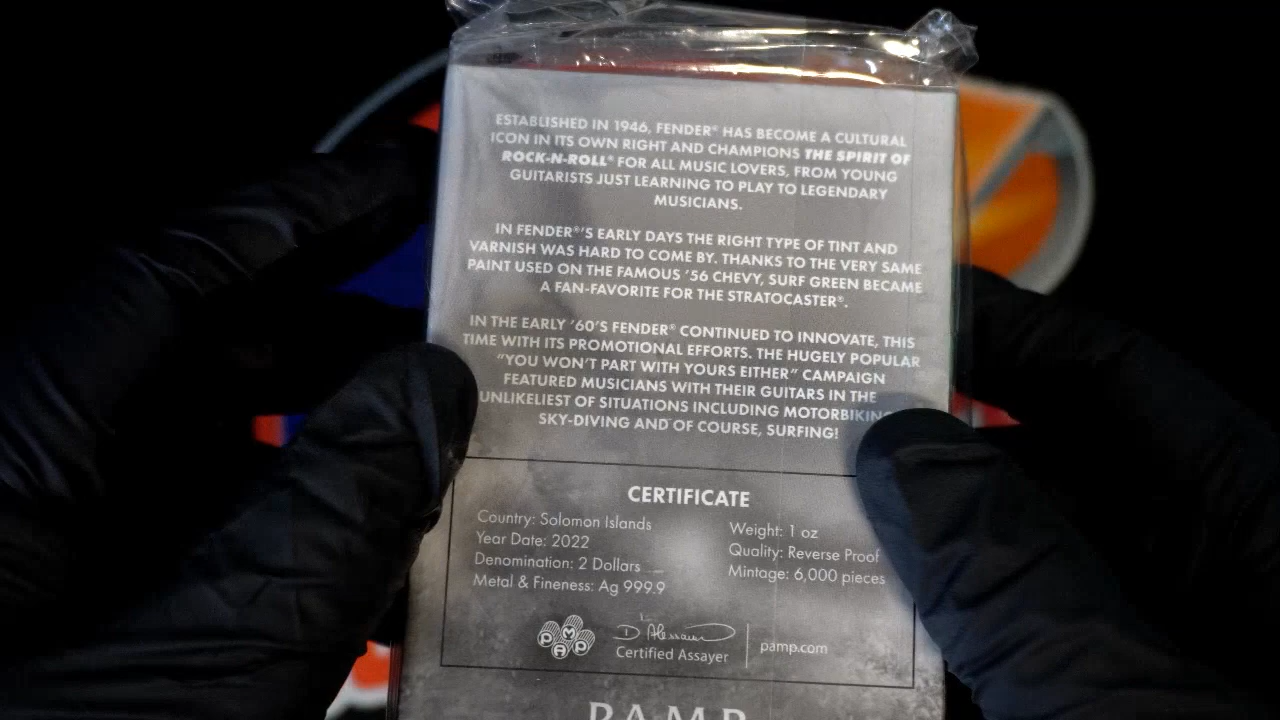 ESTABLISHED IN 1946, FENDER® HAS BECOME A CULTURAL
ICON IN ITS OWN RIGHT AND CHAMPIONS THE SPIRIT OF
ROCK-N-ROLL® FOR ALL MUSIC LOVERS, FROM YOUNG
GUITARISTS JUST LEARNING TO PLAY TO LEGENDARY
MUSICIANS.
IN FENDER®'S EARLY DAYS THE RIGHT TYPE OF TINT AND
VARNISH WAS HARD TO COME BY. THANKS TO THE VERY SAME
PAINT USED ON THE FAMOUS '56 CHEVY, SURF GREEN BECAME
A FAN-FAVORITE FOR THE STRATOCASTER®.
IN THE EARLY '60'S FENDER® CONTINUED TO INNOVATE, THIS
TIME WITH ITS PROMOTIONAL EFFORTS. THE HUGELY POPULAR
"YOU WON'T PART WITH YOURS EITHER" CAMPAIGN
FEATURED MUSICIANS WITH THEIR GUITARS IN THE
UNLIKELIEST OF SITUATIONS INCLUDING MOTORBIKING
SKY-DIVING AND OF COURSE, SURFING!
CERTIFICATE
Country: Solomon Islands
Year Date: 2022
Denomination: 2 Dollars
Metal & Fineness: Ag 999.9
Weight: 1 oz
Quality: Reverse Proof
Mintage: 6,000 pieces
PAMP
Certified Assayer
pamp.com
PAMP